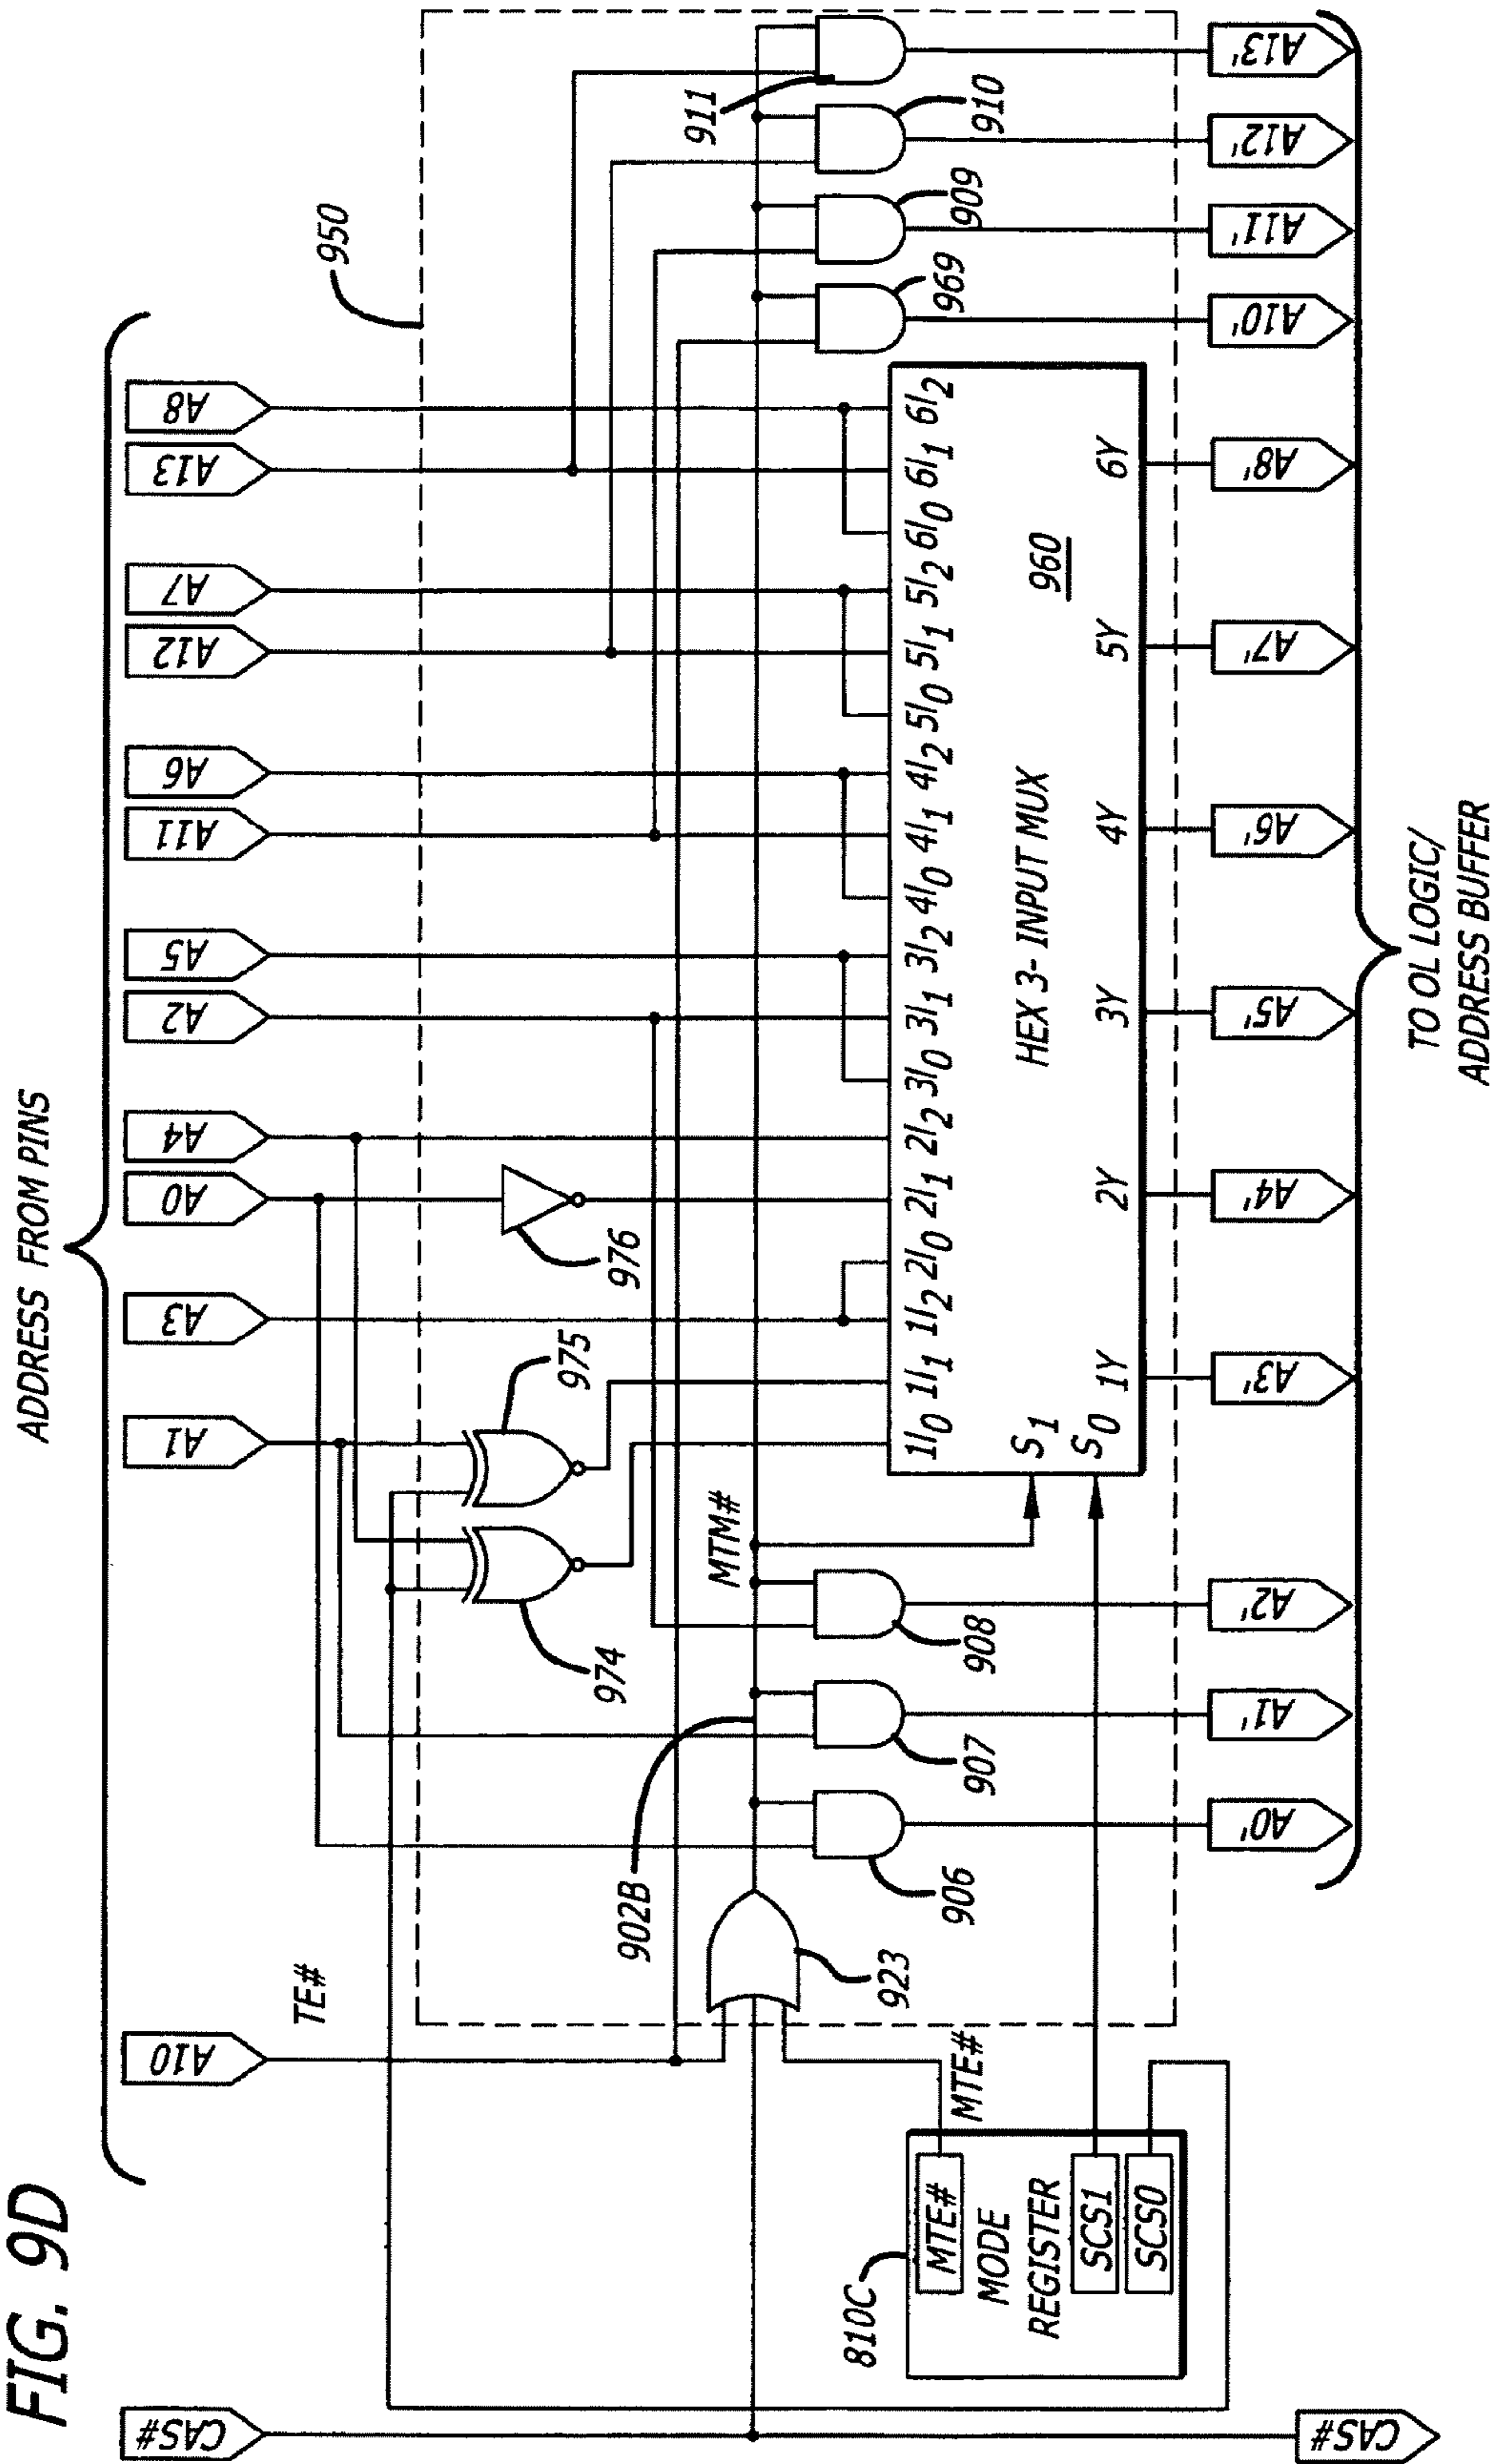 FIG. 9D
ADDRESS FROM PINS
CAS#
A10
A1
A3
A0
A4
A2
A5
A11
A6
A12
A7
A13
A8
TE#
950
974
975
976
902B
MTM#
911
910
909
969
923
906
907
908
810C
MTE#
MTE#
MODE
REGISTER
SCS1
SCS0
1I0 1I1 1I2 2I0 2I1 2I2 3I0 3I1 3I2 4I0 4I1 4I2 5I0 5I1 5I2 6I0 6I1 6I2
S1
S0
HEX 3- INPUT MUX
960
1Y 2Y 3Y 4Y 5Y 6Y
CAS#
A0'
A1'
A2'
A3'
A4'
A5'
A6'
A7'
A8'
A10'
A11'
A12'
A13'
TO OL LOGIC/
ADDRESS BUFFER